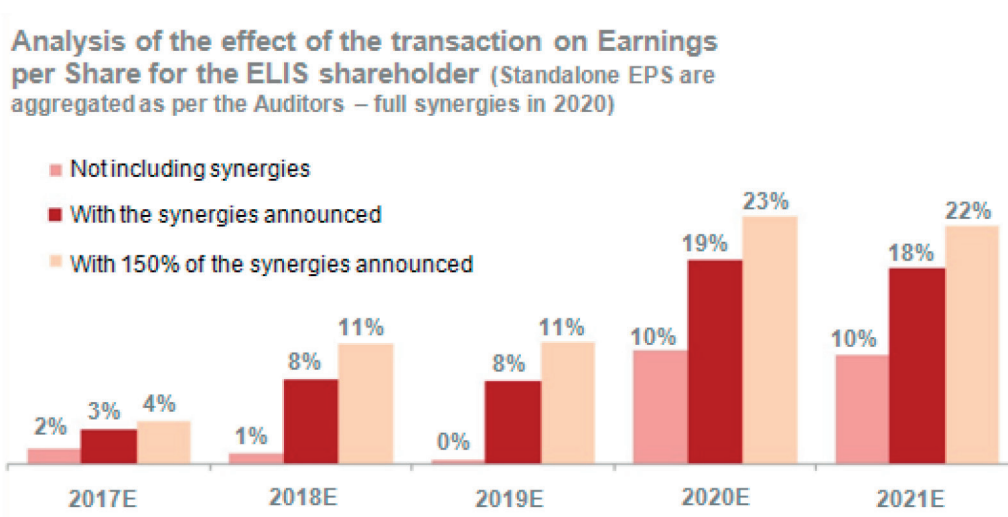 Analysis of the effect of the transaction on Earnings
per Share for the ELIS shareholder (Standalone EPS are
aggregated as per the Auditors – full synergies in 2020)
Not including synergies
With the synergies announced
With 150% of the synergies announced
2% 3% 4%
1% 8% 11%
0% 8% 11%
10% 19% 23%
10% 18% 22%
2017E 2018E 2019E 2020E 2021E